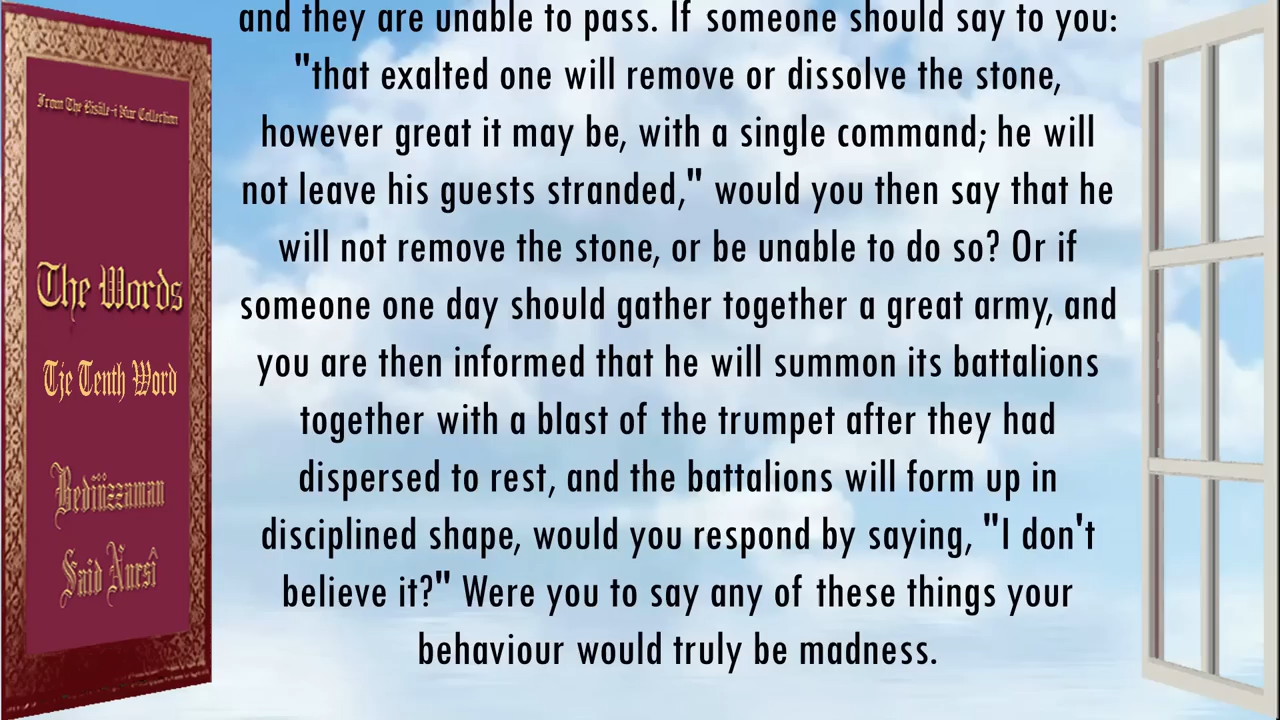 From The Risale-i Nur Collection
The Words
Tje Tenth Word
Bediüzzaman
Said Nursî
and they are unable to pass. If someone should say to you:
"that exalted one will remove or dissolve the stone,
however great it may be, with a single command; he will
not leave his guests stranded," would you then say that he
will not remove the stone, or be unable to do so? Or if
someone one day should gather together a great army, and
you are then informed that he will summon its battalions
together with a blast of the trumpet after they had
dispersed to rest, and the battalions will form up in
disciplined shape, would you respond by saying, "I don't
believe it?" Were you to say any of these things your
behaviour would truly be madness.